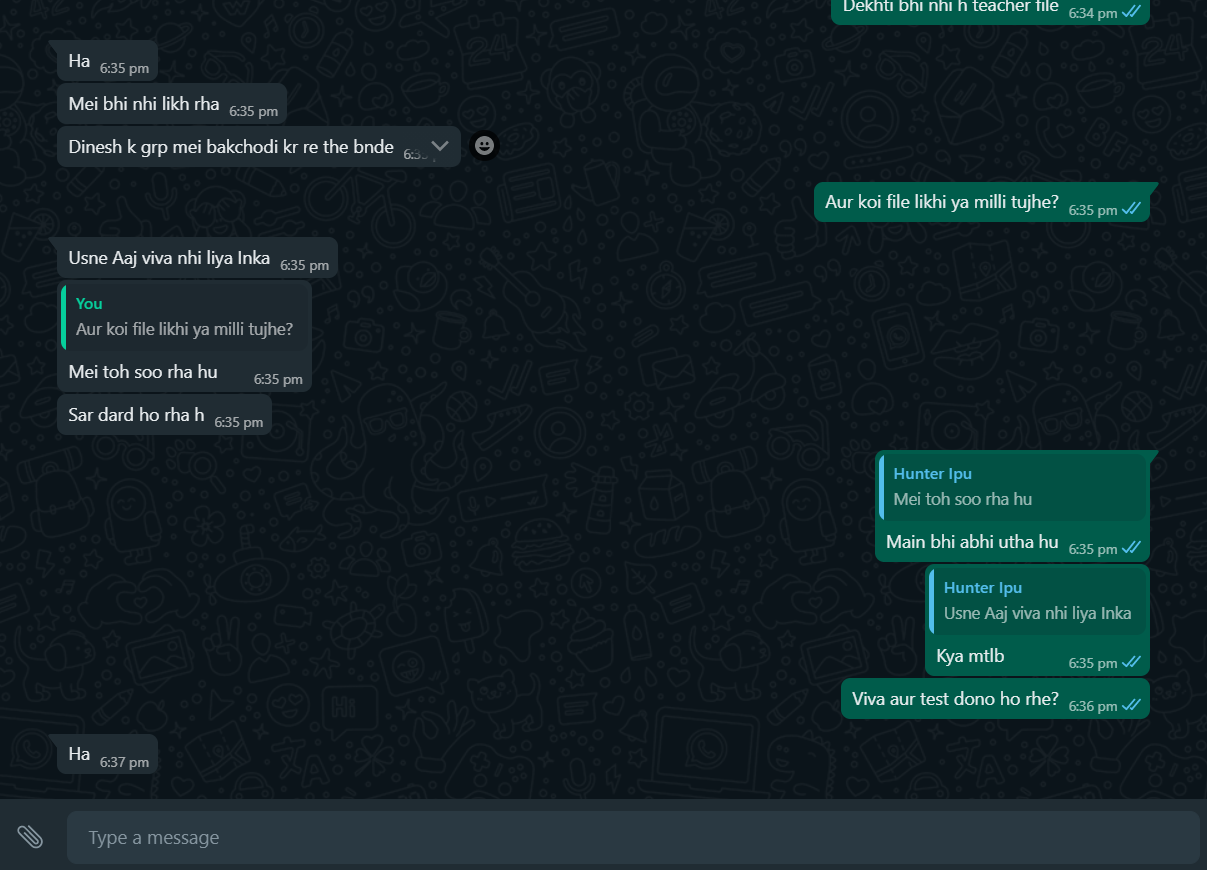 Dekhti bhi nhi h teacher file 6:34 pm
Ha 6:35 pm
Mei bhi nhi likh rha 6:35 pm
Dinesh k grp mei bakchodi kr re the bnde
Aur koi file likhi ya milli tujhe? 6:35 pm
Usne Aaj viva nhi liya Inka 6:35 pm
You
Aur koi file likhi ya milli tujhe?
Mei toh soo rha hu 6:35 pm
Sar dard ho rha h 6:35 pm
Hunter Ipu
Mei toh soo rha hu
Main bhi abhi utha hu 6:35 pm
Hunter Ipu
Usne Aaj viva nhi liya Inka
Kya mtlb 6:35 pm
Viva aur test dono ho rhe? 6:36 pm
Ha 6:37 pm
Type a message